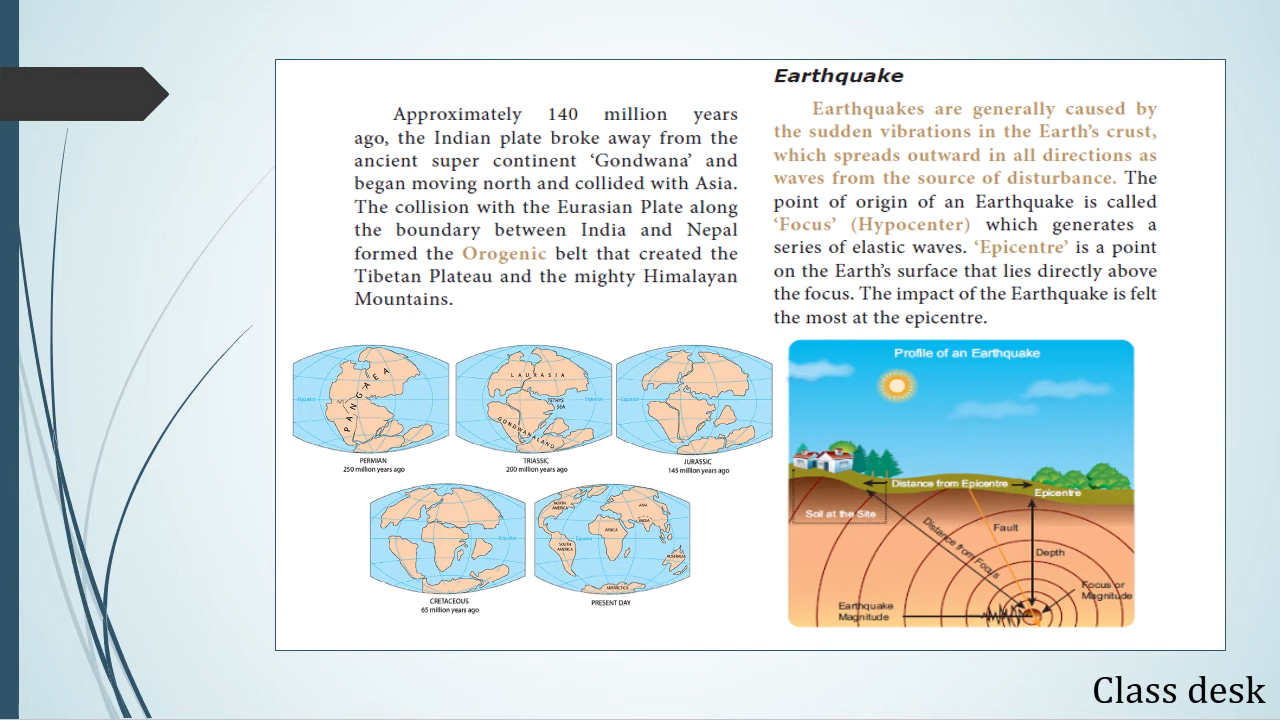 Approximately 140 million years
ago, the Indian plate broke away from the
ancient super continent ‘Gondwana’ and
began moving north and collided with Asia.
The collision with the Eurasian Plate along
the boundary between India and Nepal
formed the Orogenic belt that created the
Tibetan Plateau and the mighty Himalayan
Mountains.
PANGAEA
Equator
PERMIAN
250 million years ago
LAURASIA
TETHYS
SEA
Equator
GONDWANALAND
TRIASSIC
200 million years ago
Equator
JURASSIC
145 million years ago
Equator
CRETACEOUS
65 million years ago
NORTH
AMERICA
ASIA
INDIA
AFRICA
Equator
SOUTH
AMERICA
AUSTRALIA
ANTARCTICA
PRESENT DAY
Earthquake
Earthquakes are generally caused by
the sudden vibrations in the Earth’s crust,
which spreads outward in all directions as
waves from the source of disturbance. The
point of origin of an Earthquake is called
‘Focus’ (Hypocenter) which generates a
series of elastic waves. ‘Epicentre’ is a point
on the Earth’s surface that lies directly above
the focus. The impact of the Earthquake is felt
the most at the epicentre.
Profile of an Earthquake
Distance from Epicentre
Epicentre
Soil at the Site
Distance from Focus
Fault
Depth
Focus or
Magnitude
Earthquake
Magnitude
Class desk